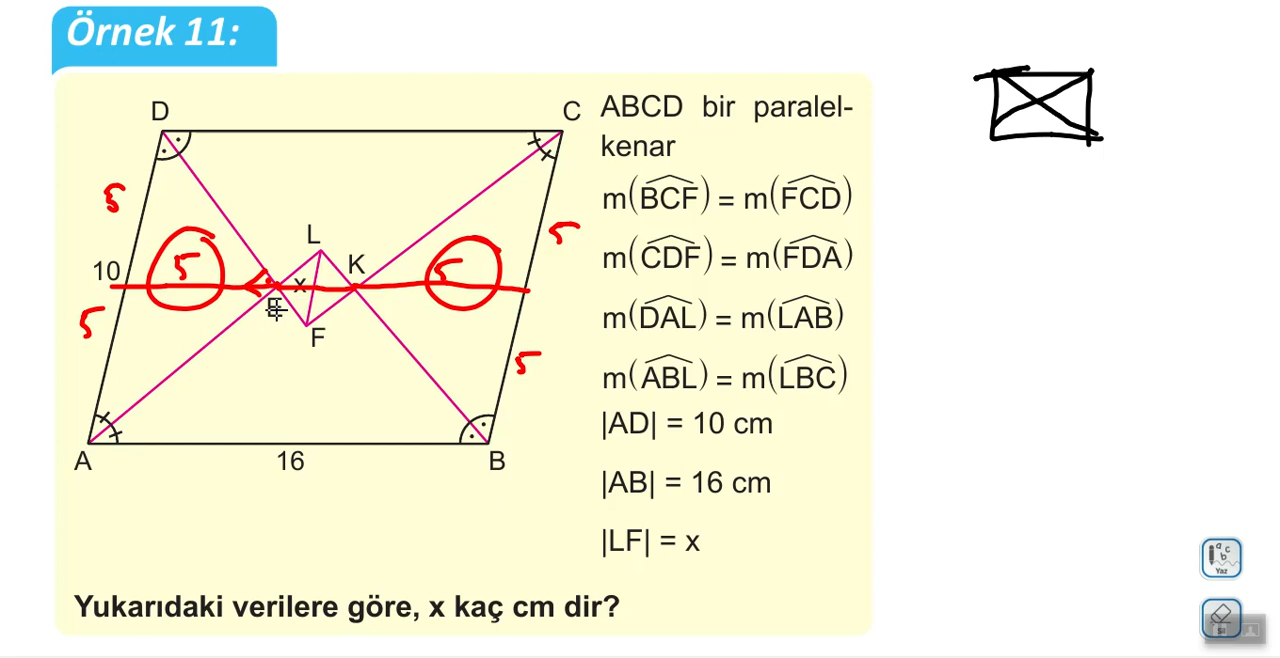 Örnek 11:
D
C
ABCD bir paralel-
kenar
m(BCF) = m(FCD)
5
L
5
K
5
5
m(CDF) = m(FDA)
10
x
E
5
F
m(DAL) = m(LAB)
5
m(ABL) = m(LBC)
|AD| = 10 cm
A
16
B
|AB| = 16 cm
|LF| = x
Yukarıdaki verilere göre, x kaç cm dir?
a
b
c
Yaz
Sil